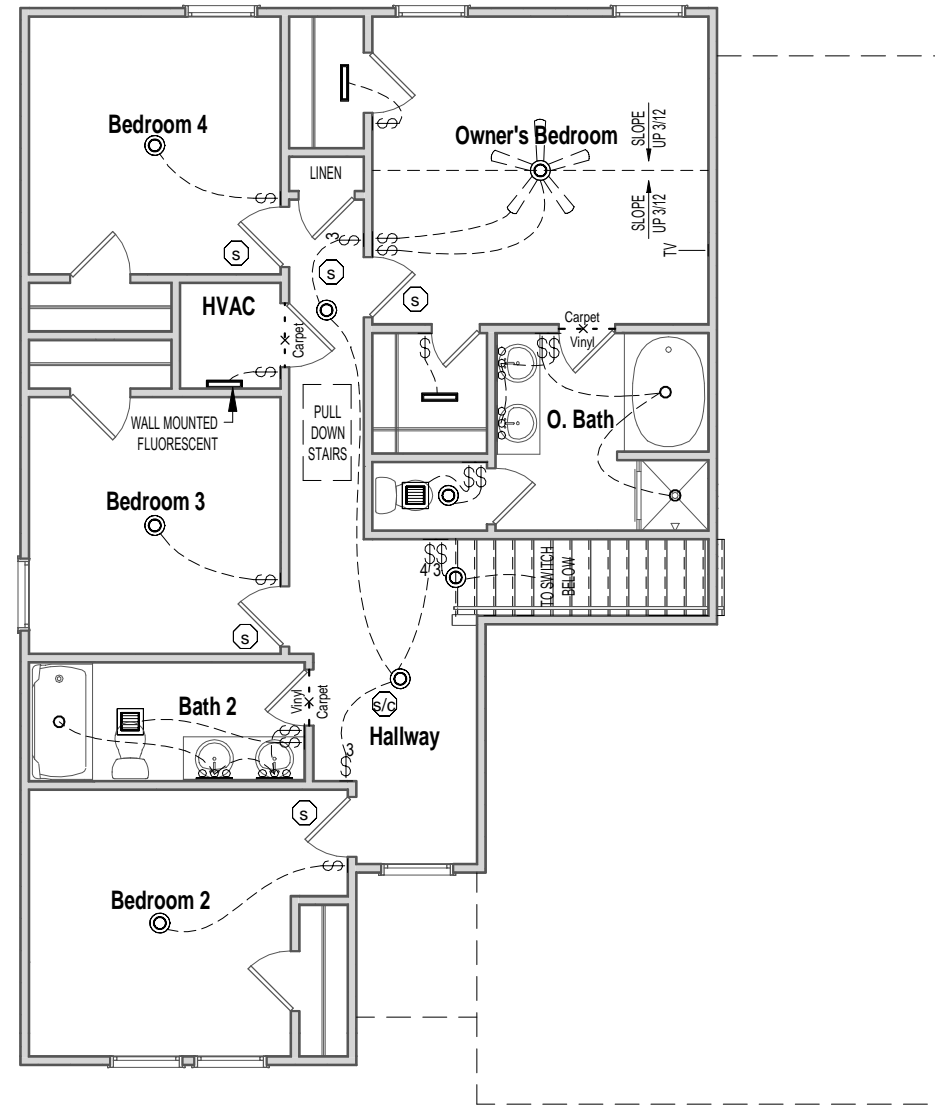 Bedroom 4
Owner's Bedroom
SLOPE
UP 3/12
SLOPE
UP 3/12
TV
LINEN
$
$
3
$
$
$
S
S
S
HVAC
Carpet
$
WALL MOUNTED
FLUORESCENT
PULL
DOWN
STAIRS
Carpet
Vinyl
$
$$
O. Bath
$$
Bedroom 3
$
S
$$
4 3
TO SWITCH
BELOW
Bath 2
Vinyl
Carpet
$
$
S/C
Hallway
3
$
S
$
Bedroom 2